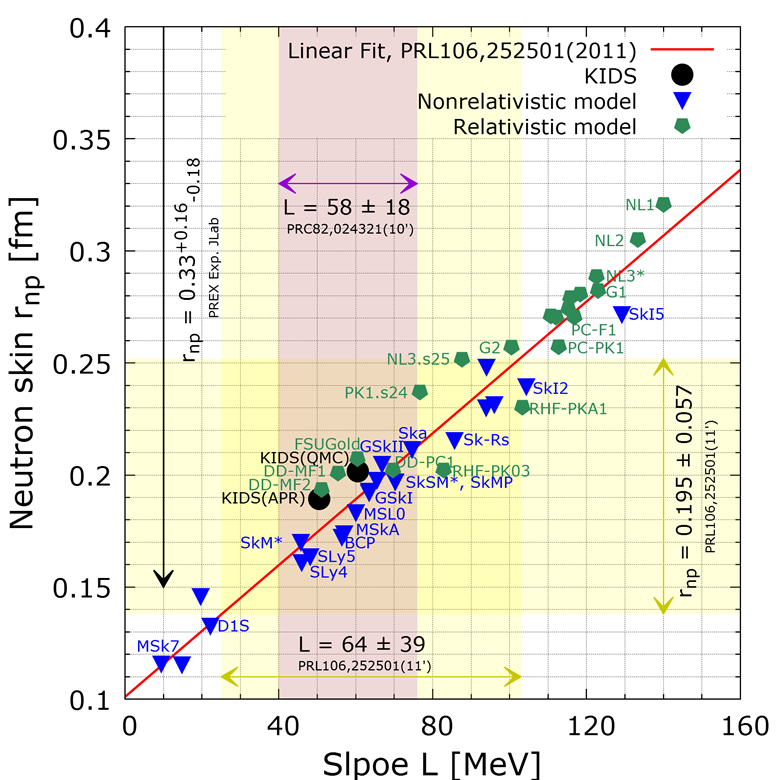 Linear Fit, PRL106,252501(2011)
KIDS
Nonrelativistic model
Relativistic model
0.4
0.35
0.3
0.25
0.2
0.15
0.1
Neutron skin rnp [fm]
rnp = 0.33+0.16-0.18
PREX Exp. JLab
L = 58 ± 18
PRC82,024321(10')
NL1
NL2
NL3*
G1
SkI5
PC-F1
G2
PC-PK1
NL3.s25
PK1.s24
SkI2
RHF-PKA1
Ska
Sk-Rs
FSUGold
GSkII
KIDS(QMC)
DD-PC1
RHF-PK03
DD-MF1
DD-MF2
SkSM*, SkMP
KIDS(APR)
GSkI
MSL0
MSkA
BCP
SkM*
SLy5
SLy4
D1S
MSk7
rnp = 0.195 ± 0.057
PRL106,252501(11')
L = 64 ± 39
PRL106,252501(11')
0
40
80
120
160
Slpoe L [MeV]